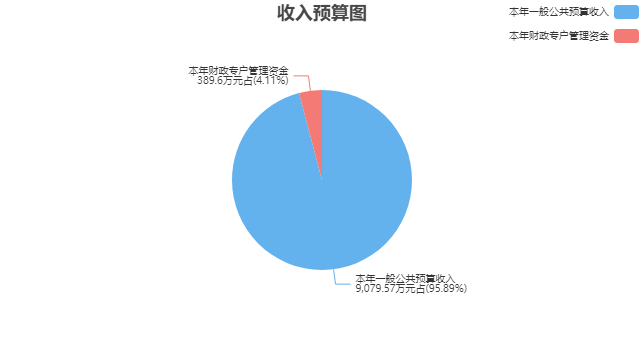 收入预算图
本年一般公共预算收入
本年财政专户管理资金
本年财政专户管理资金
389.6万元占(4.11%)
本年一般公共预算收入
9,079.57万元占(95.89%)